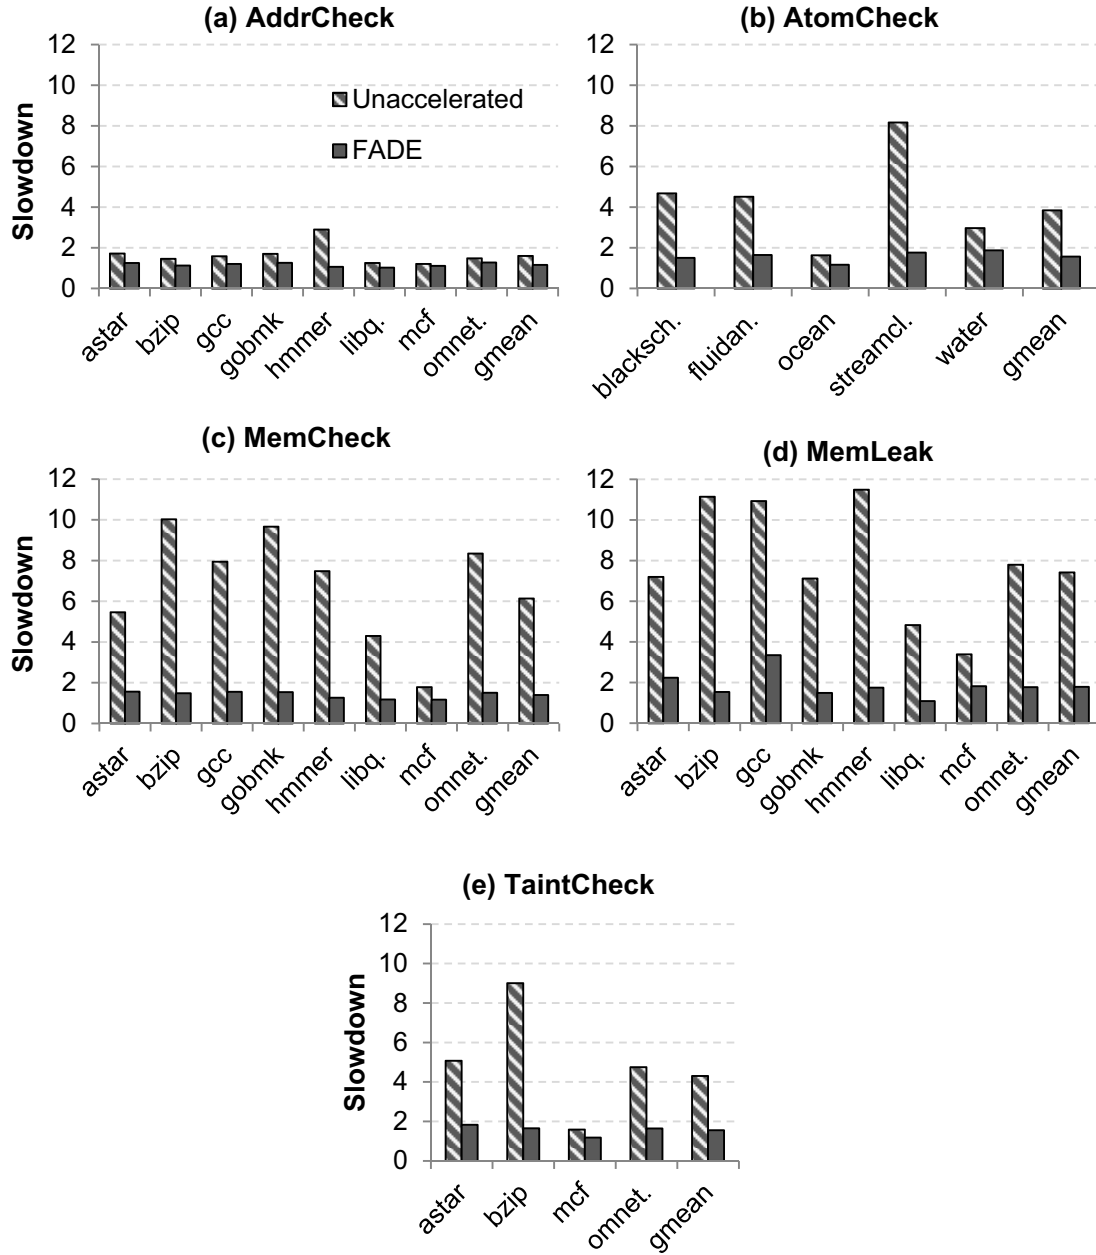 (a) AddrCheck
12
10
8
6
4
2
0
Slowdown
Unaccelerated
FADE
astar
bzip
gcc
gobmk
hmmer
libq.
mcf
omnet.
gmean
(b) AtomCheck
12
10
8
6
4
2
0
blacksch.
fluidan.
ocean
streamcl.
water
gmean
(c) MemCheck
12
10
8
6
4
2
0
Slowdown
astar
bzip
gcc
gobmk
hmmer
libq.
mcf
omnet.
gmean
(d) MemLeak
12
10
8
6
4
2
0
astar
bzip
gcc
gobmk
hmmer
libq.
mcf
omnet.
gmean
(e) TaintCheck
12
10
8
6
4
2
0
Slowdown
astar
bzip
mcf
omnet.
gmean